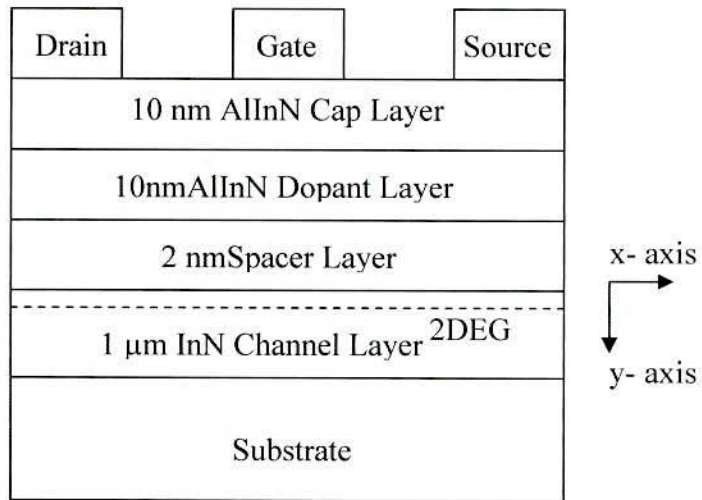 Drain Gate Source
10 nm AlInN Cap Layer
10nmAlInN Dopant Layer
2 nmSpacer Layer
x- axis
2DEG
1 μm InN Channel Layer
y- axis
Substrate